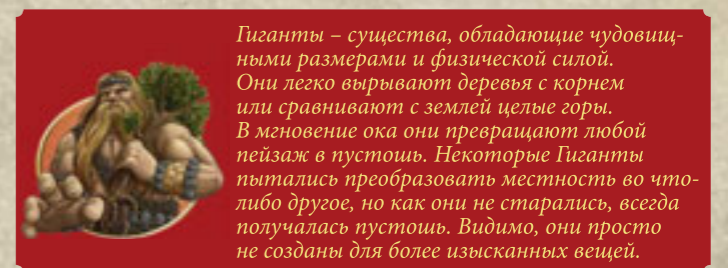 Гиганты – существа, обладающие чудовищ-
ными размерами и физической силой.
Они легко вырывают деревья с корнем
или сравнивают с землей целые горы.
В мгновение ока они превращают любой
пейзаж в пустошь. Некоторые Гиганты
пытались преобразовать местность во что-
либо другое, но как они не старались, всегда
получалась пустошь. Видимо, они просто
не созданы для более изысканных вещей.